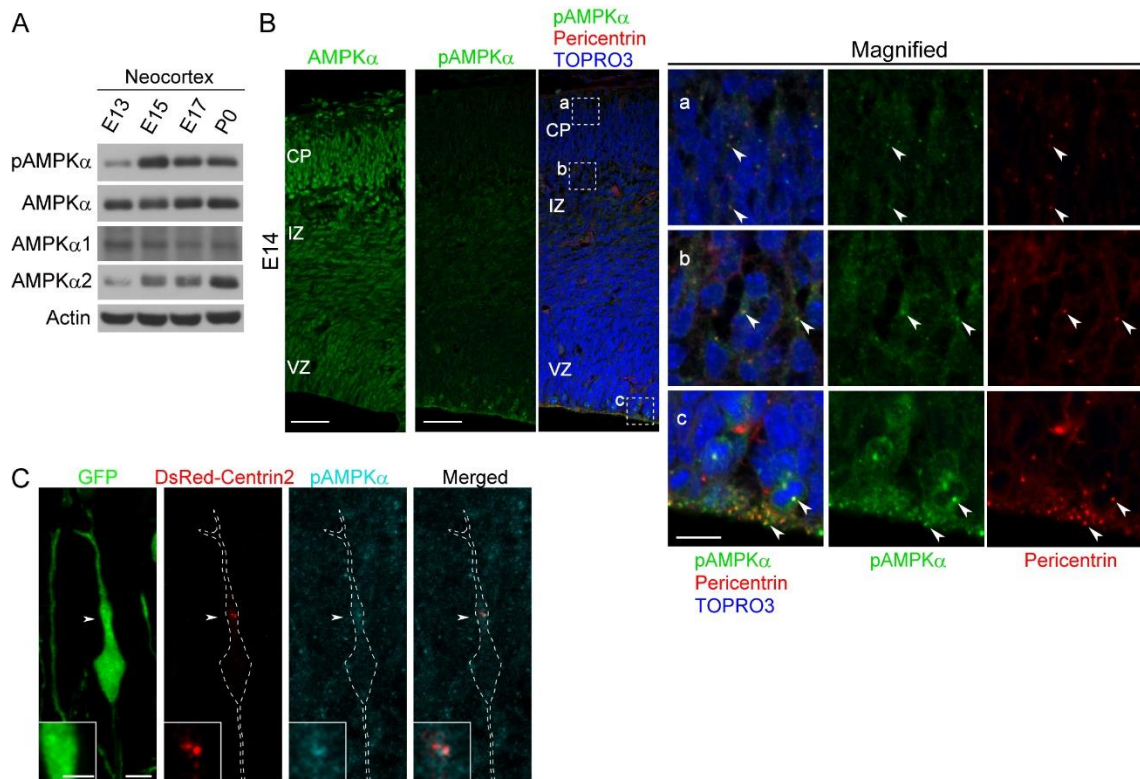 A
Neocortex
E13 E15 E17 P0
pAMPKα
AMPKα
AMPKα1
AMPKα2
Actin
B
AMPKα
pAMPKα
pAMPKα
Pericentrin
TOPRO3
E14
CP
IZ
VZ
a
CP
b
IZ
VZ
c
Magnified
a
b
c
pAMPKα
Pericentrin
TOPRO3
pAMPKα
Pericentrin
C
GFP
DsRed-Centrin2
pAMPKα
Merged